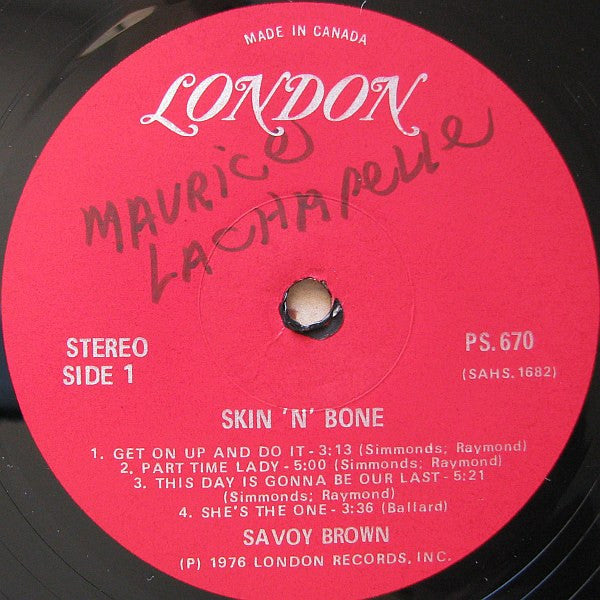 MADE IN CANADA
LONDON
MAURICE
LACHAPELLE
STEREO
SIDE 1
PS.670
(SAHS.1682)
SKIN 'N' BONE
1. GET ON UP AND DO IT - 3:13 (Simmonds; Raymond)
2. PART TIME LADY - 5:00 (Simmonds; Raymond)
3. THIS DAY IS GONNA BE OUR LAST - 5:21
(Simmonds; Raymond)
4. SHE'S THE ONE - 3:36 (Ballard)
SAVOY BROWN
(P) 1976 LONDON RECORDS, INC.